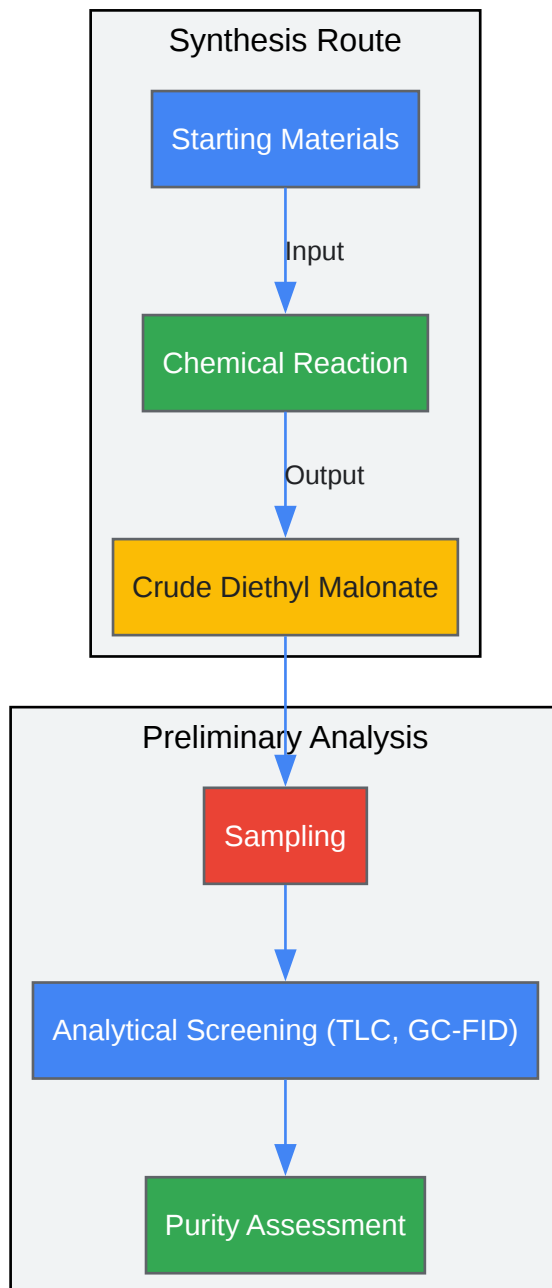 Synthesis Route
Starting Materials
Input
Chemical Reaction
Output
Crude Diethyl Malonate
Preliminary Analysis
Sampling
Analytical Screening (TLC, GC-FID)
Purity Assessment